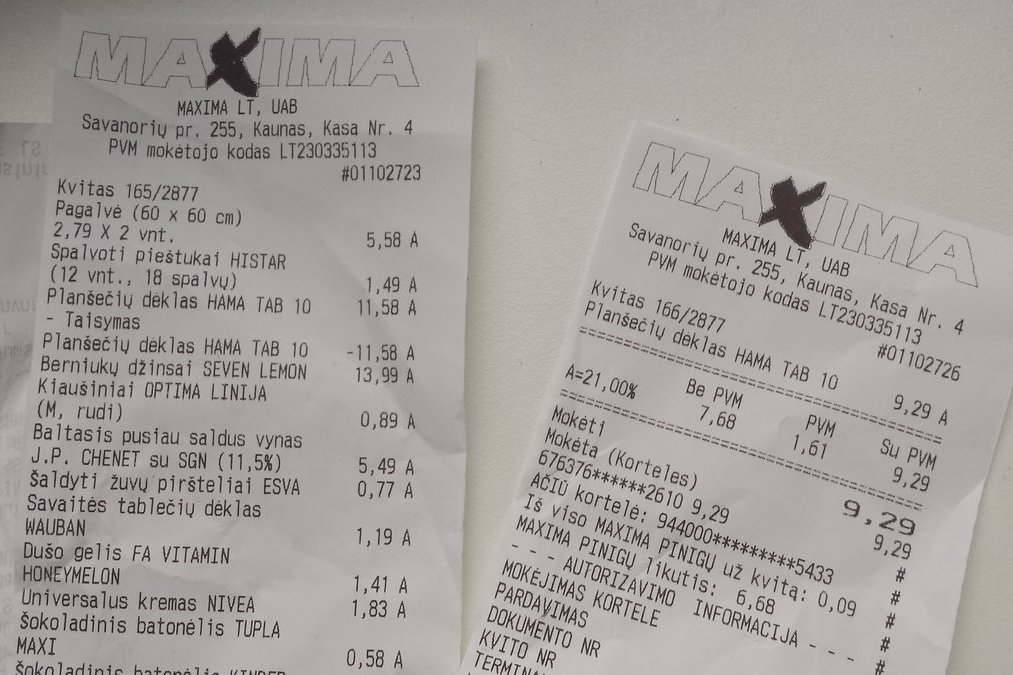 MAXIMA
MAXIMA LT, UAB
Savanorių pr. 255, Kaunas, Kasa Nr. 4
PVM mokėtojo kodas LT230335113
#01102723
Kvitas 165/2877
Pagalvė (60 x 60 cm)
2,79 X 2 vnt. 5,58 A
Spalvoti pieštukai HISTAR
(12 vnt., 18 spalvų) 1,49 A
Planšečių dėklas HAMA TAB 10 11,58 A
- Taisymas
Planšečių dėklas HAMA TAB 10 -11,58 A
Berniukų džinsai SEVEN LEMON 13,99 A
Kiaušiniai OPTIMA LINIJA
(M, rudi) 0,89 A
Baltasis pusiau saldus vynas
J.P. CHENET su SGN (11,5%) 5,49 A
Šaldyti žuvų piršteliai ESVA 0,77 A
Savaitės tablečių dėklas
WAUBAN 1,19 A
Dušo gelis FA VITAMIN
HONEYMELON 1,41 A
Universalus kremas NIVEA 1,83 A
Šokoladinis batonėlis TUPLA
MAXI 0,58 A
Šokoladinis batonėlis KINDER
MAXIMA
MAXIMA LT, UAB
Savanorių pr. 255, Kaunas, Kasa Nr. 4
PVM mokėtojo kodas LT230335113
#01102726
Kvitas 166/2877
Planšečių dėklas HAMA TAB 10 9,29 A
Be PVM PVM Su PVM
A=21,00% 7,68 1,61 9,29
Mokėti 9,29
Mokėta (Kortelės) 9,29
676376******2610 9,29
AČIŪ kortelė: 944000*********5433 #
Iš viso MAXIMA PINIGŲ už kvitą: 0,09 #
MAXIMA PINIGŲ likutis: 6,68 #
- - - AUTORIZAVIMO INFORMACIJA - - - #
MOKĖJIMAS KORTELE #
PARDAVIMAS
DOKUMENTO NR
KVITO NR